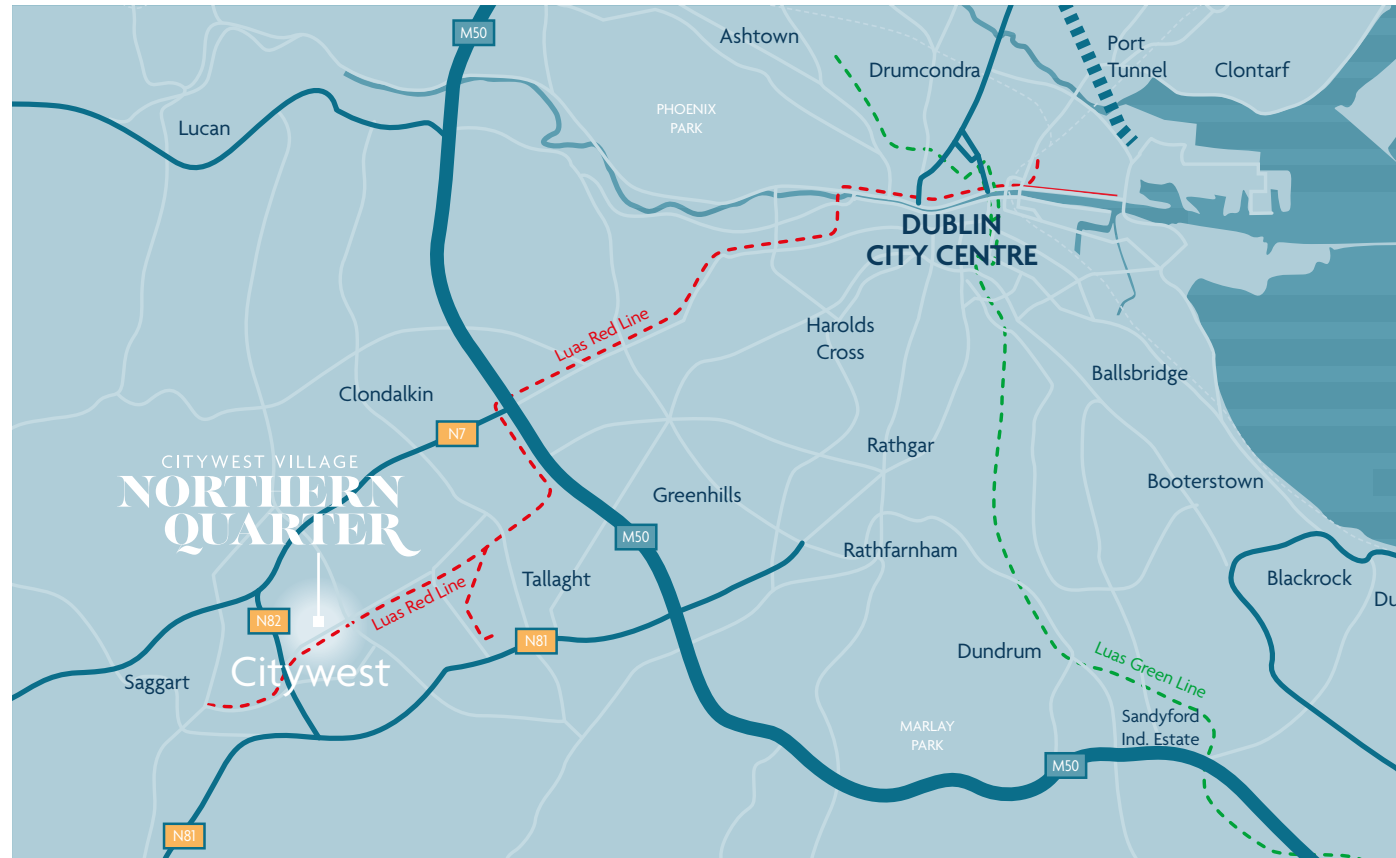 M50
Ashtown
Drumcondra
Port
Tunnel
Clontarf
Lucan
PHOENIX
PARK
DUBLIN
CITY CENTRE
Luas Red Line
Harolds
Cross
Ballsbridge
Clondalkin
N7
Rathgar
CITYWEST VILLAGE
NORTHERN
QUARTER
Greenhills
Booterstown
M50
Rathfarnham
Tallaght
Blackrock
Du
Luas Red Line
N82
N81
Dundrum
Luas Green Line
Citywest
Saggart
Sandyford
Ind. Estate
MARLAY
PARK
M50
N81